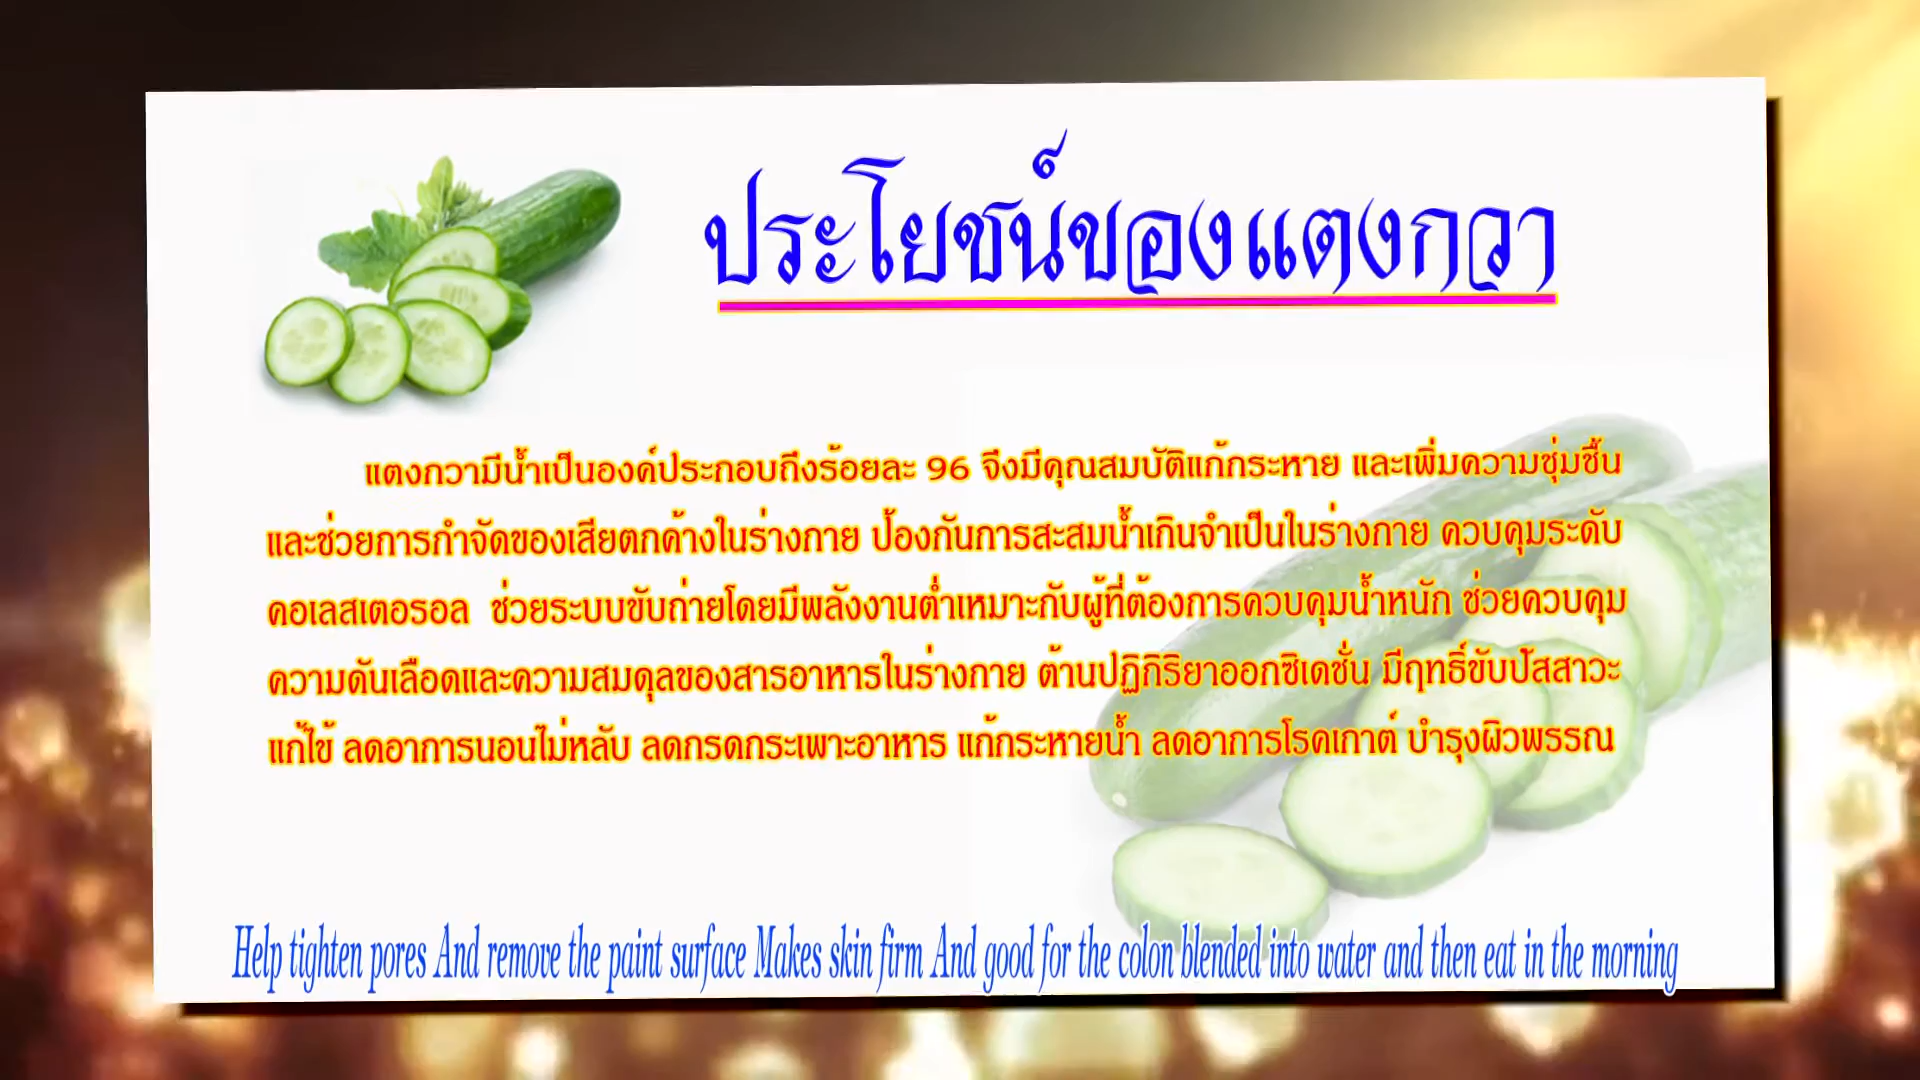 ประโยชน์ของแตงกวา
แตงกวามีน้ำเป็นองค์ประกอบถึงร้อยละ 96 จึงมีคุณสมบัติแก้กระหาย และเพิ่มความชุ่มชื้น
และช่วยการกำจัดของเสียตกค้างในร่างกาย ป้องกันการสะสมน้ำเกินจำเป็นในร่างกาย ควบคุมระดับ
คอเลสเตอรอล ช่วยระบบขับถ่ายโดยมีพลังงานต่ำเหมาะกับผู้ที่ต้องการควบคุมน้ำหนัก ช่วยควบคุม
ความดันเลือดและความสมดุลของสารอาหารในร่างกาย ต้านปฏิกิริยาออกซิเดชั่น มีฤทธิ์ขับปัสสาวะ
แก้ไข้ ลดอาการนอนไม่หลับ ลดกรดกระเพาะอาหาร แก้กระหายน้ำ ลดอาการโรคเกาต์ บำรุงผิวพรรณ
Help tighten pores And remove the paint surface Makes skin firm And good for the colon blended into water and then eat in the morning